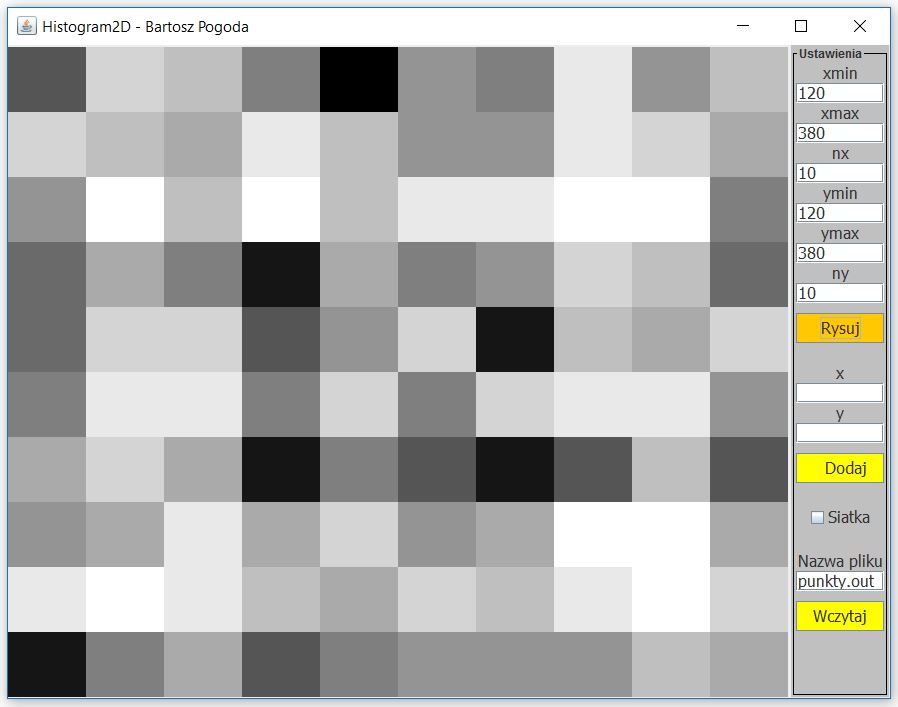 Histogram2D - Bartosz Pogoda
Ustawienia
xmin
120
xmax
380
nx
10
ymin
120
ymax
380
ny
10
Rysuj
x
y
Dodaj
Siatka
Nazwa pliku
punkty.out
Wczytaj